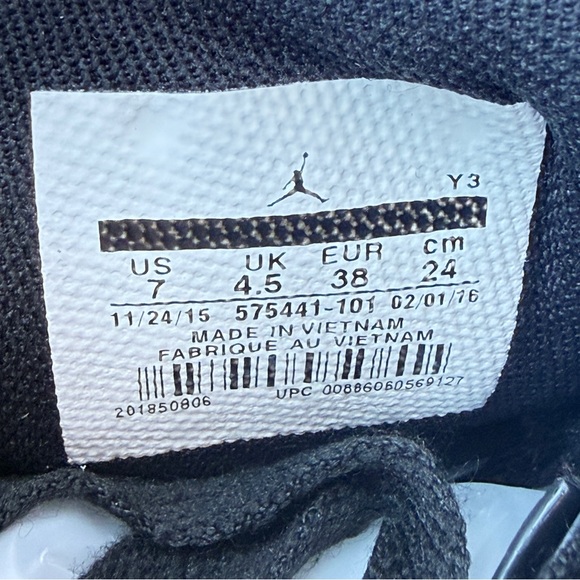 Y3
US UK EUR cm
7 4.5 38 24
11/24/15 575441-101 02/01/16
MADE IN VIETNAM
FABRIQUE AU VIETNAM
201850806 UPC 00886060569127